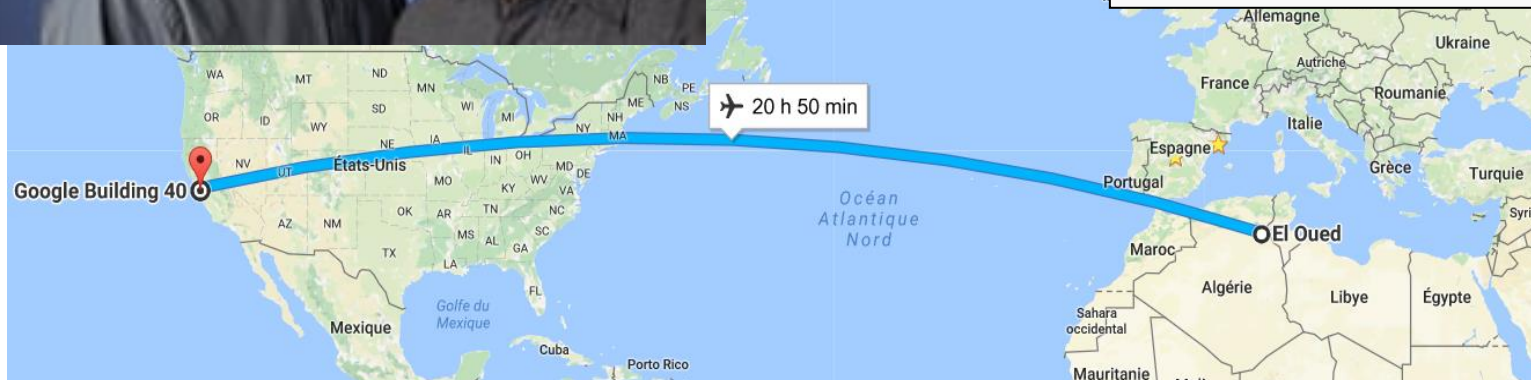 Allemagne
Ukraine
Autriche
France
Roumanie
Italie
Espagne
Portugal
Grèce
Turquie
WA
MT
ND
MN
NB
PE
OR
ID
SD
WI
MI
ME
NS
WY
NH
20 h 50 min
NE
IA
NY
MA
NV
UT
États-Unis
IL
IN
OH
Google Building 40
MO
KY
WV
MD
DE
VA
Océan
Atlantique
Nord
AZ
NM
OK
AR
TN
NC
MS
AL
GA
SC
TX
LA
FL
El Oued
Maroc
Algérie
Libye
Égypte
Golfe du
Mexique
Mexique
Sahara
occidental
Cuba
Porto Rico
Mauritanie